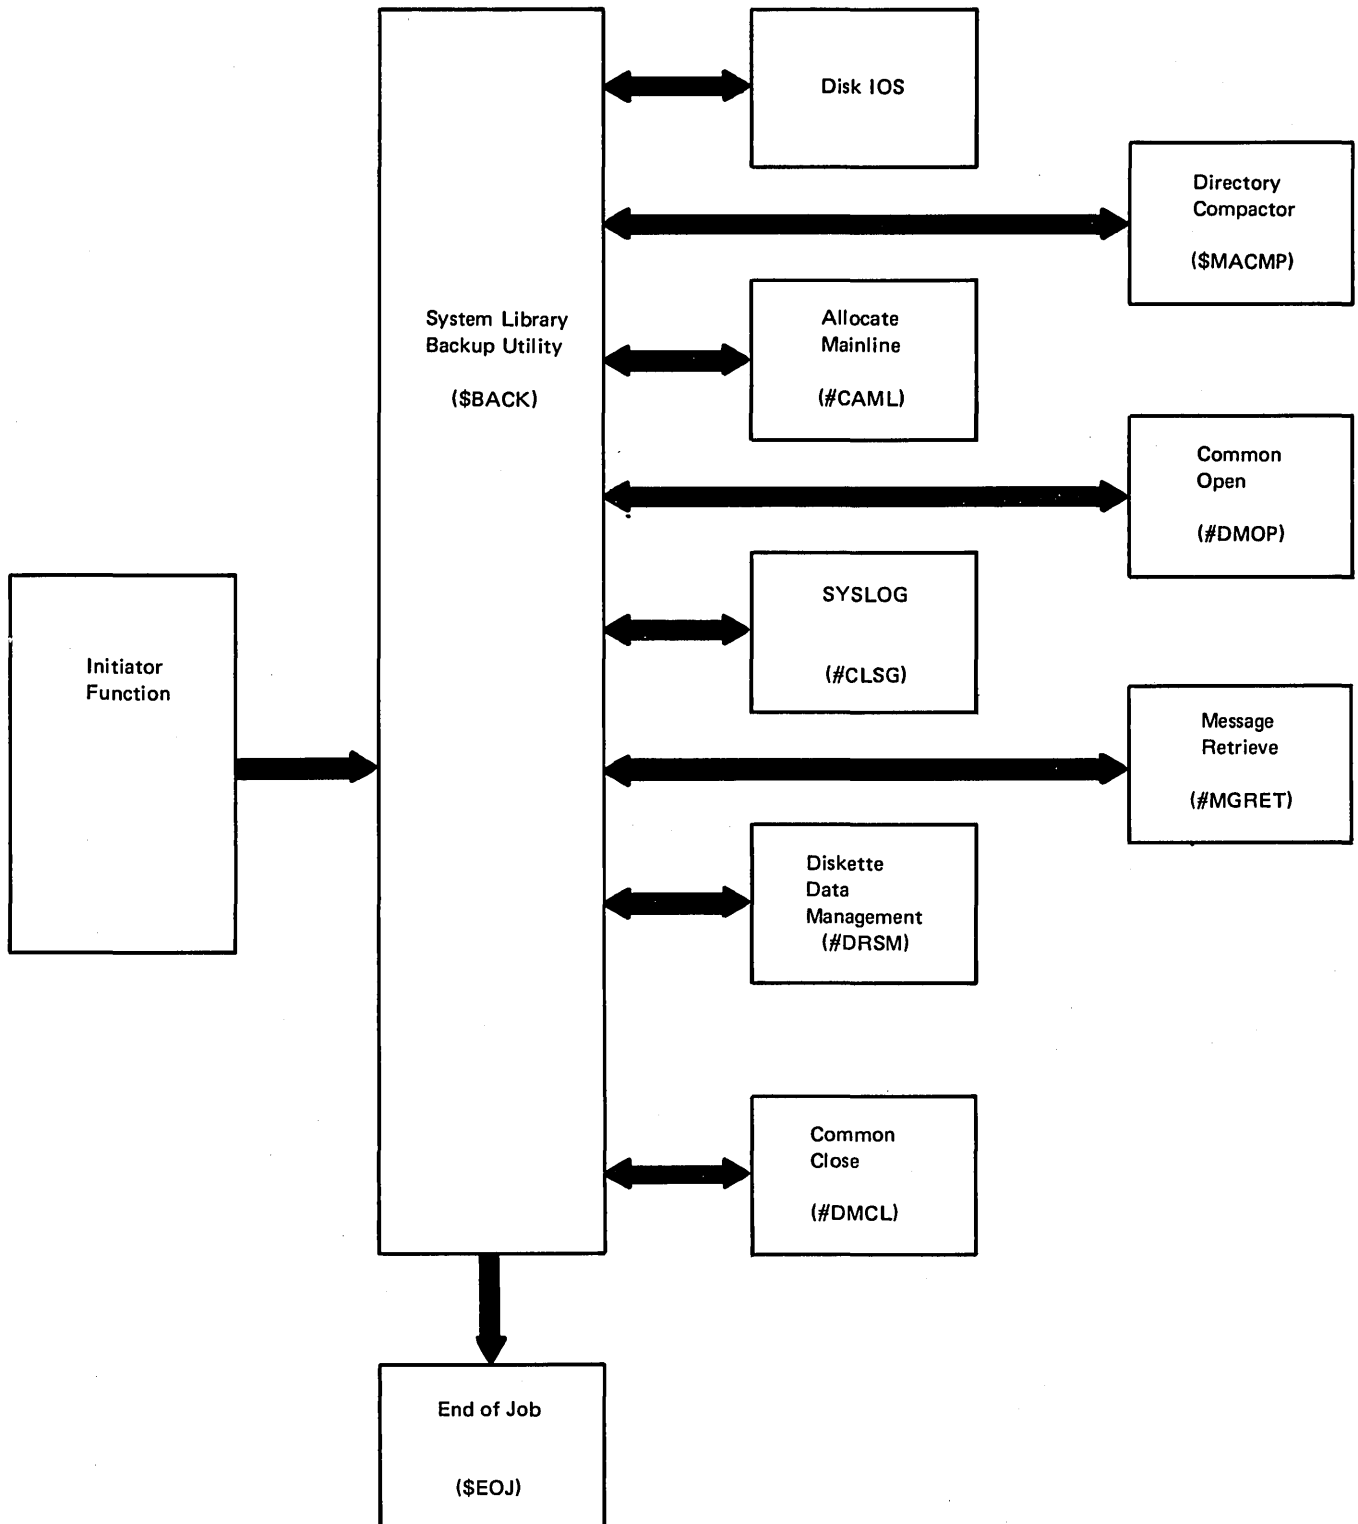 Disk IOS
Directory
Compactor
($MACMP)
System Library
Backup Utility
($BACK)
Allocate
Mainline
(#CAML)
Common
Open
(#DMOP)
SYSLOG
(#CLSG)
Initiator
Function
Message
Retrieve
(#MGRET)
Diskette
Data
Management
(#DRSM)
Common
Close
(#DMCL)
End of Job
($EOJ)